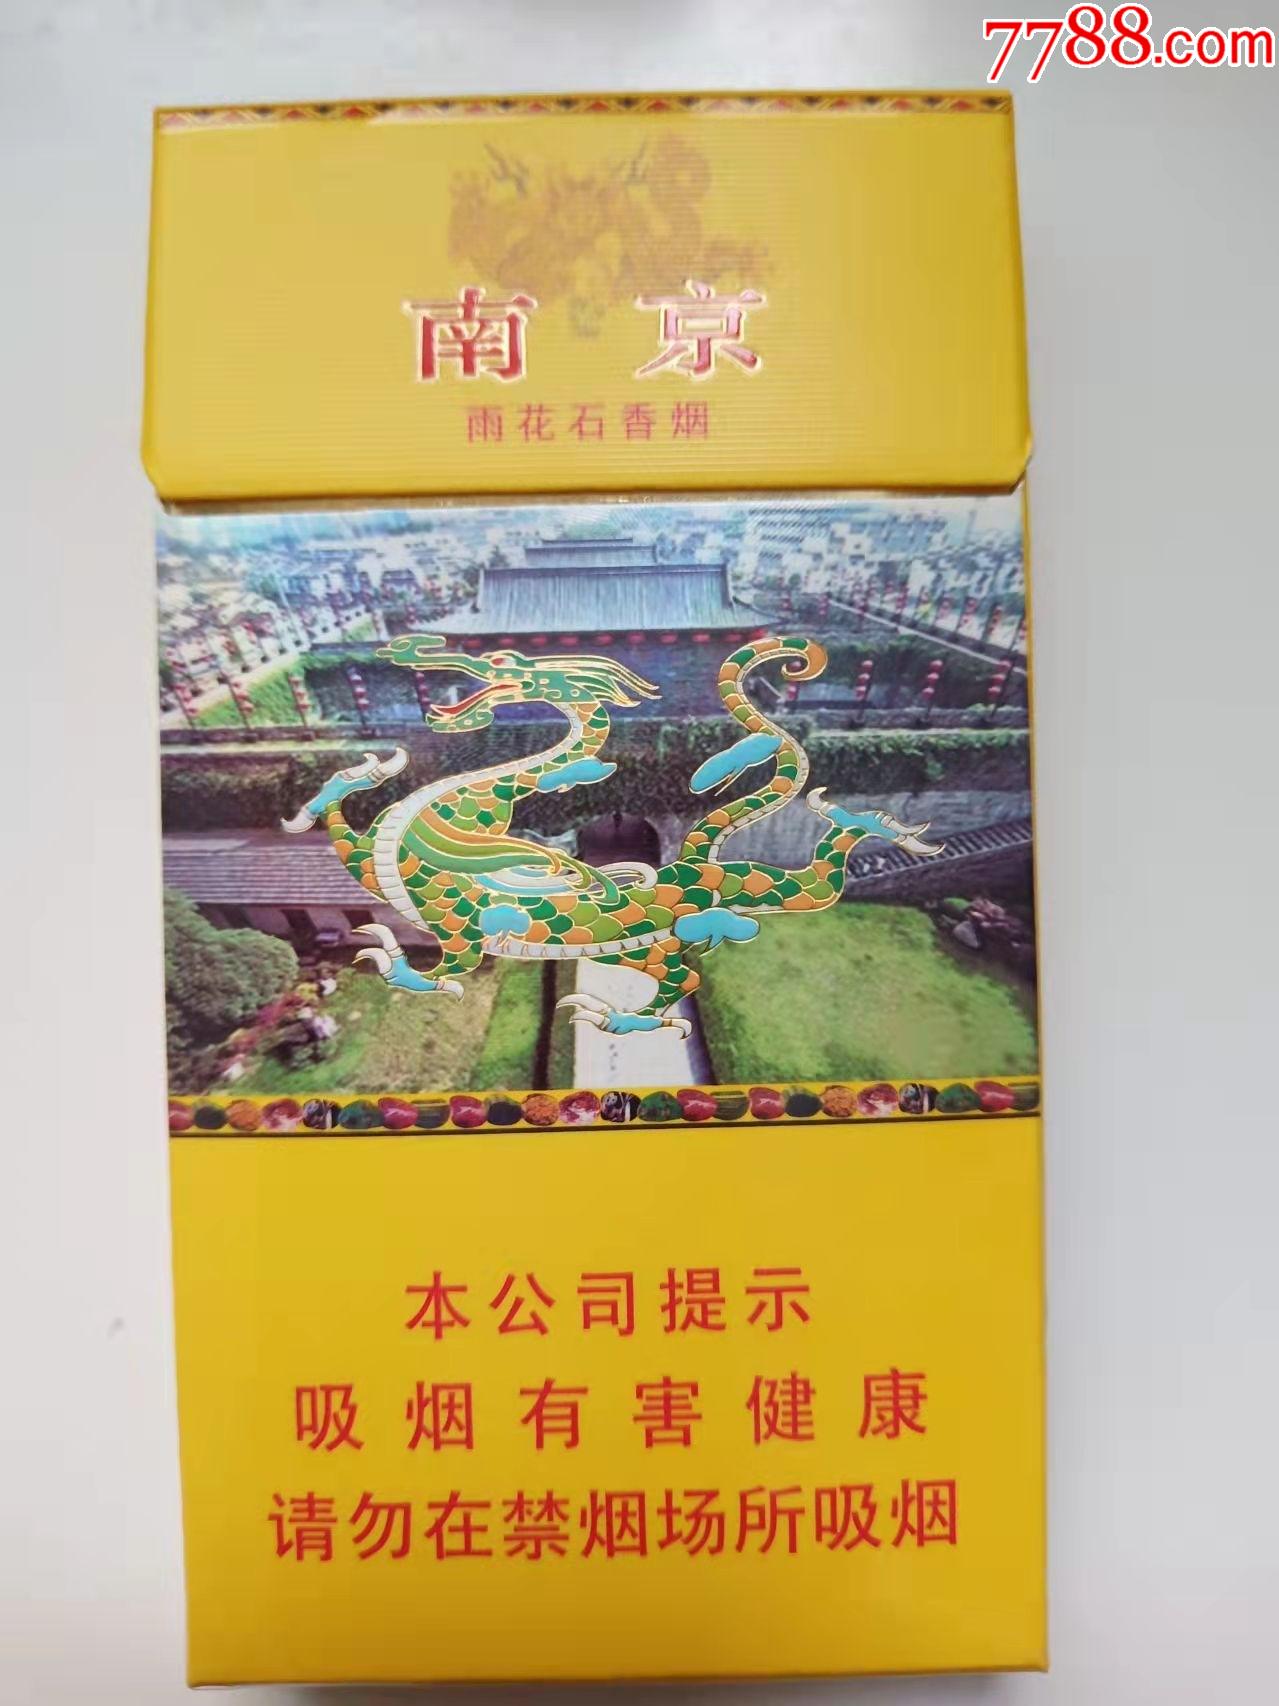 7788.com
南京
雨花石香烟
本公司提示
吸烟有害健康
请勿在禁烟场所吸烟